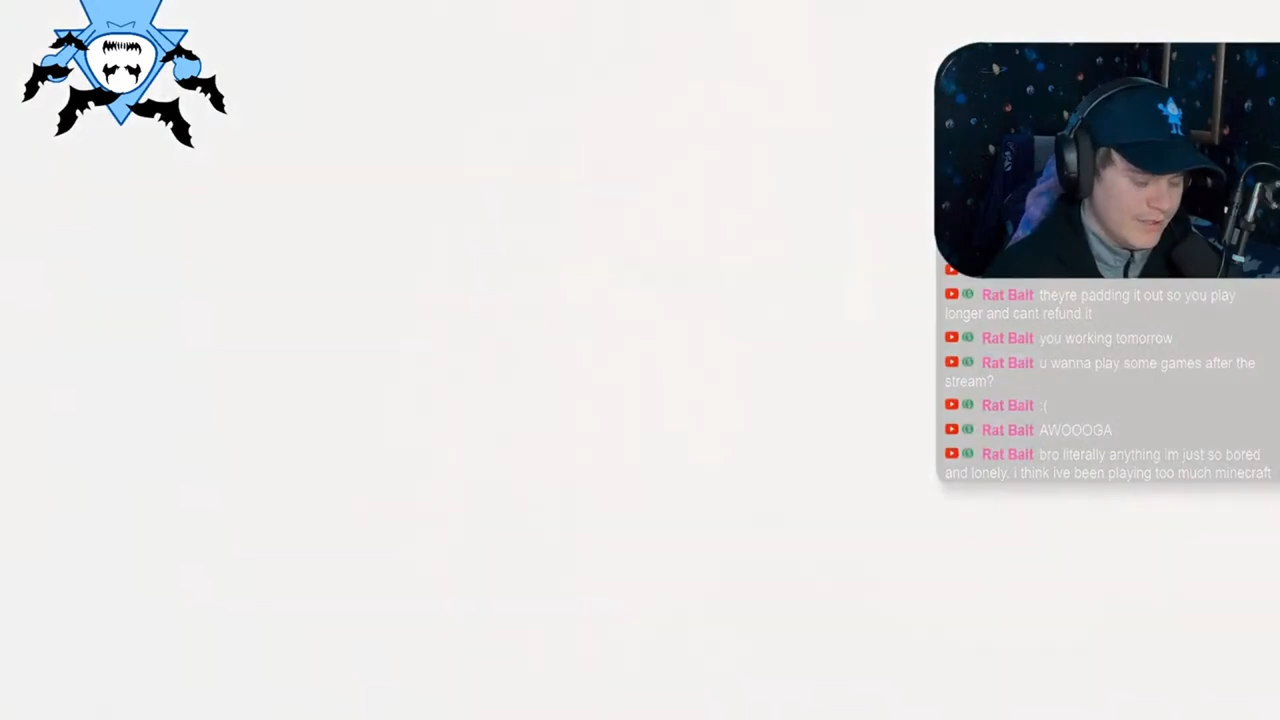 Rat Bait theyre padding it out so you play
longer and cant refund it
Rat Bait you working tomorrow
Rat Bait u wanna play some games after the
stream?
Rat Bait :(
Rat Bait AWOOOGA
Rat Bait bro literally anything im just so bored
and lonely. i think ive been playing too much minecraft